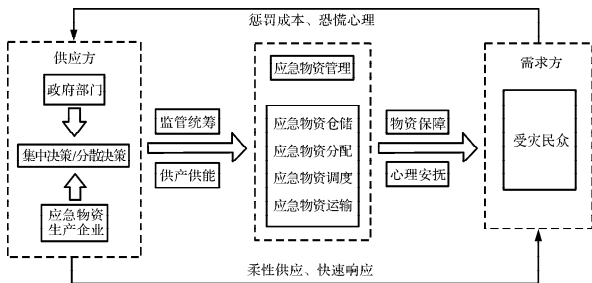 惩罚成本、恐慌心理
供应方
政府部门
集中决策/分散决策
应急物资
生产企业
监管统筹
供产供能
应急物资管理
应急物资仓储
应急物资分配
应急物资调度
应急物资运输
物资保障
心理安抚
需求方
受灾民众
柔性供应、快速响应